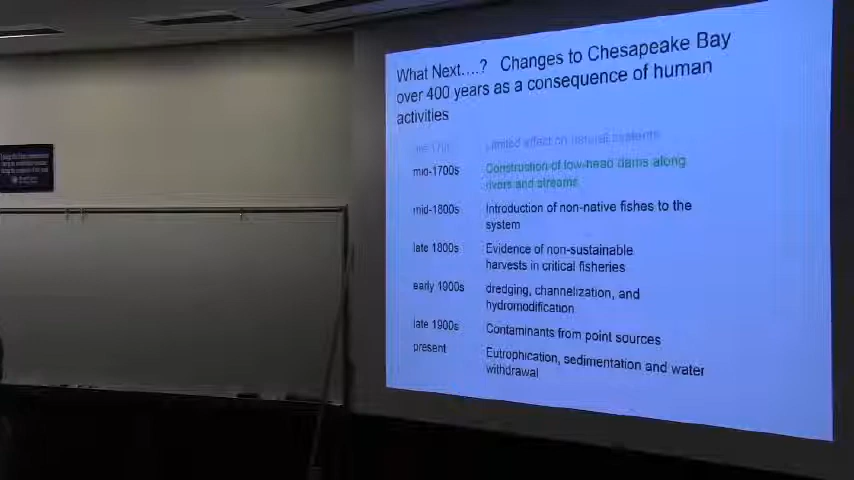 What Next....? Changes to Chesapeake Bay
over 400 years as a consequence of human
activities
Limited effect on natural systems
mid-1700s Construction of low-head dams along
rivers and streams
mid-1800s Introduction of non-native fishes to the
system
late 1800s Evidence of non-sustainable
harvests in critical fisheries
early 1900s dredging, channelization, and
hydromodification
late 1900s Contaminants from point sources
present Eutrophication, sedimentation and water
withdrawal